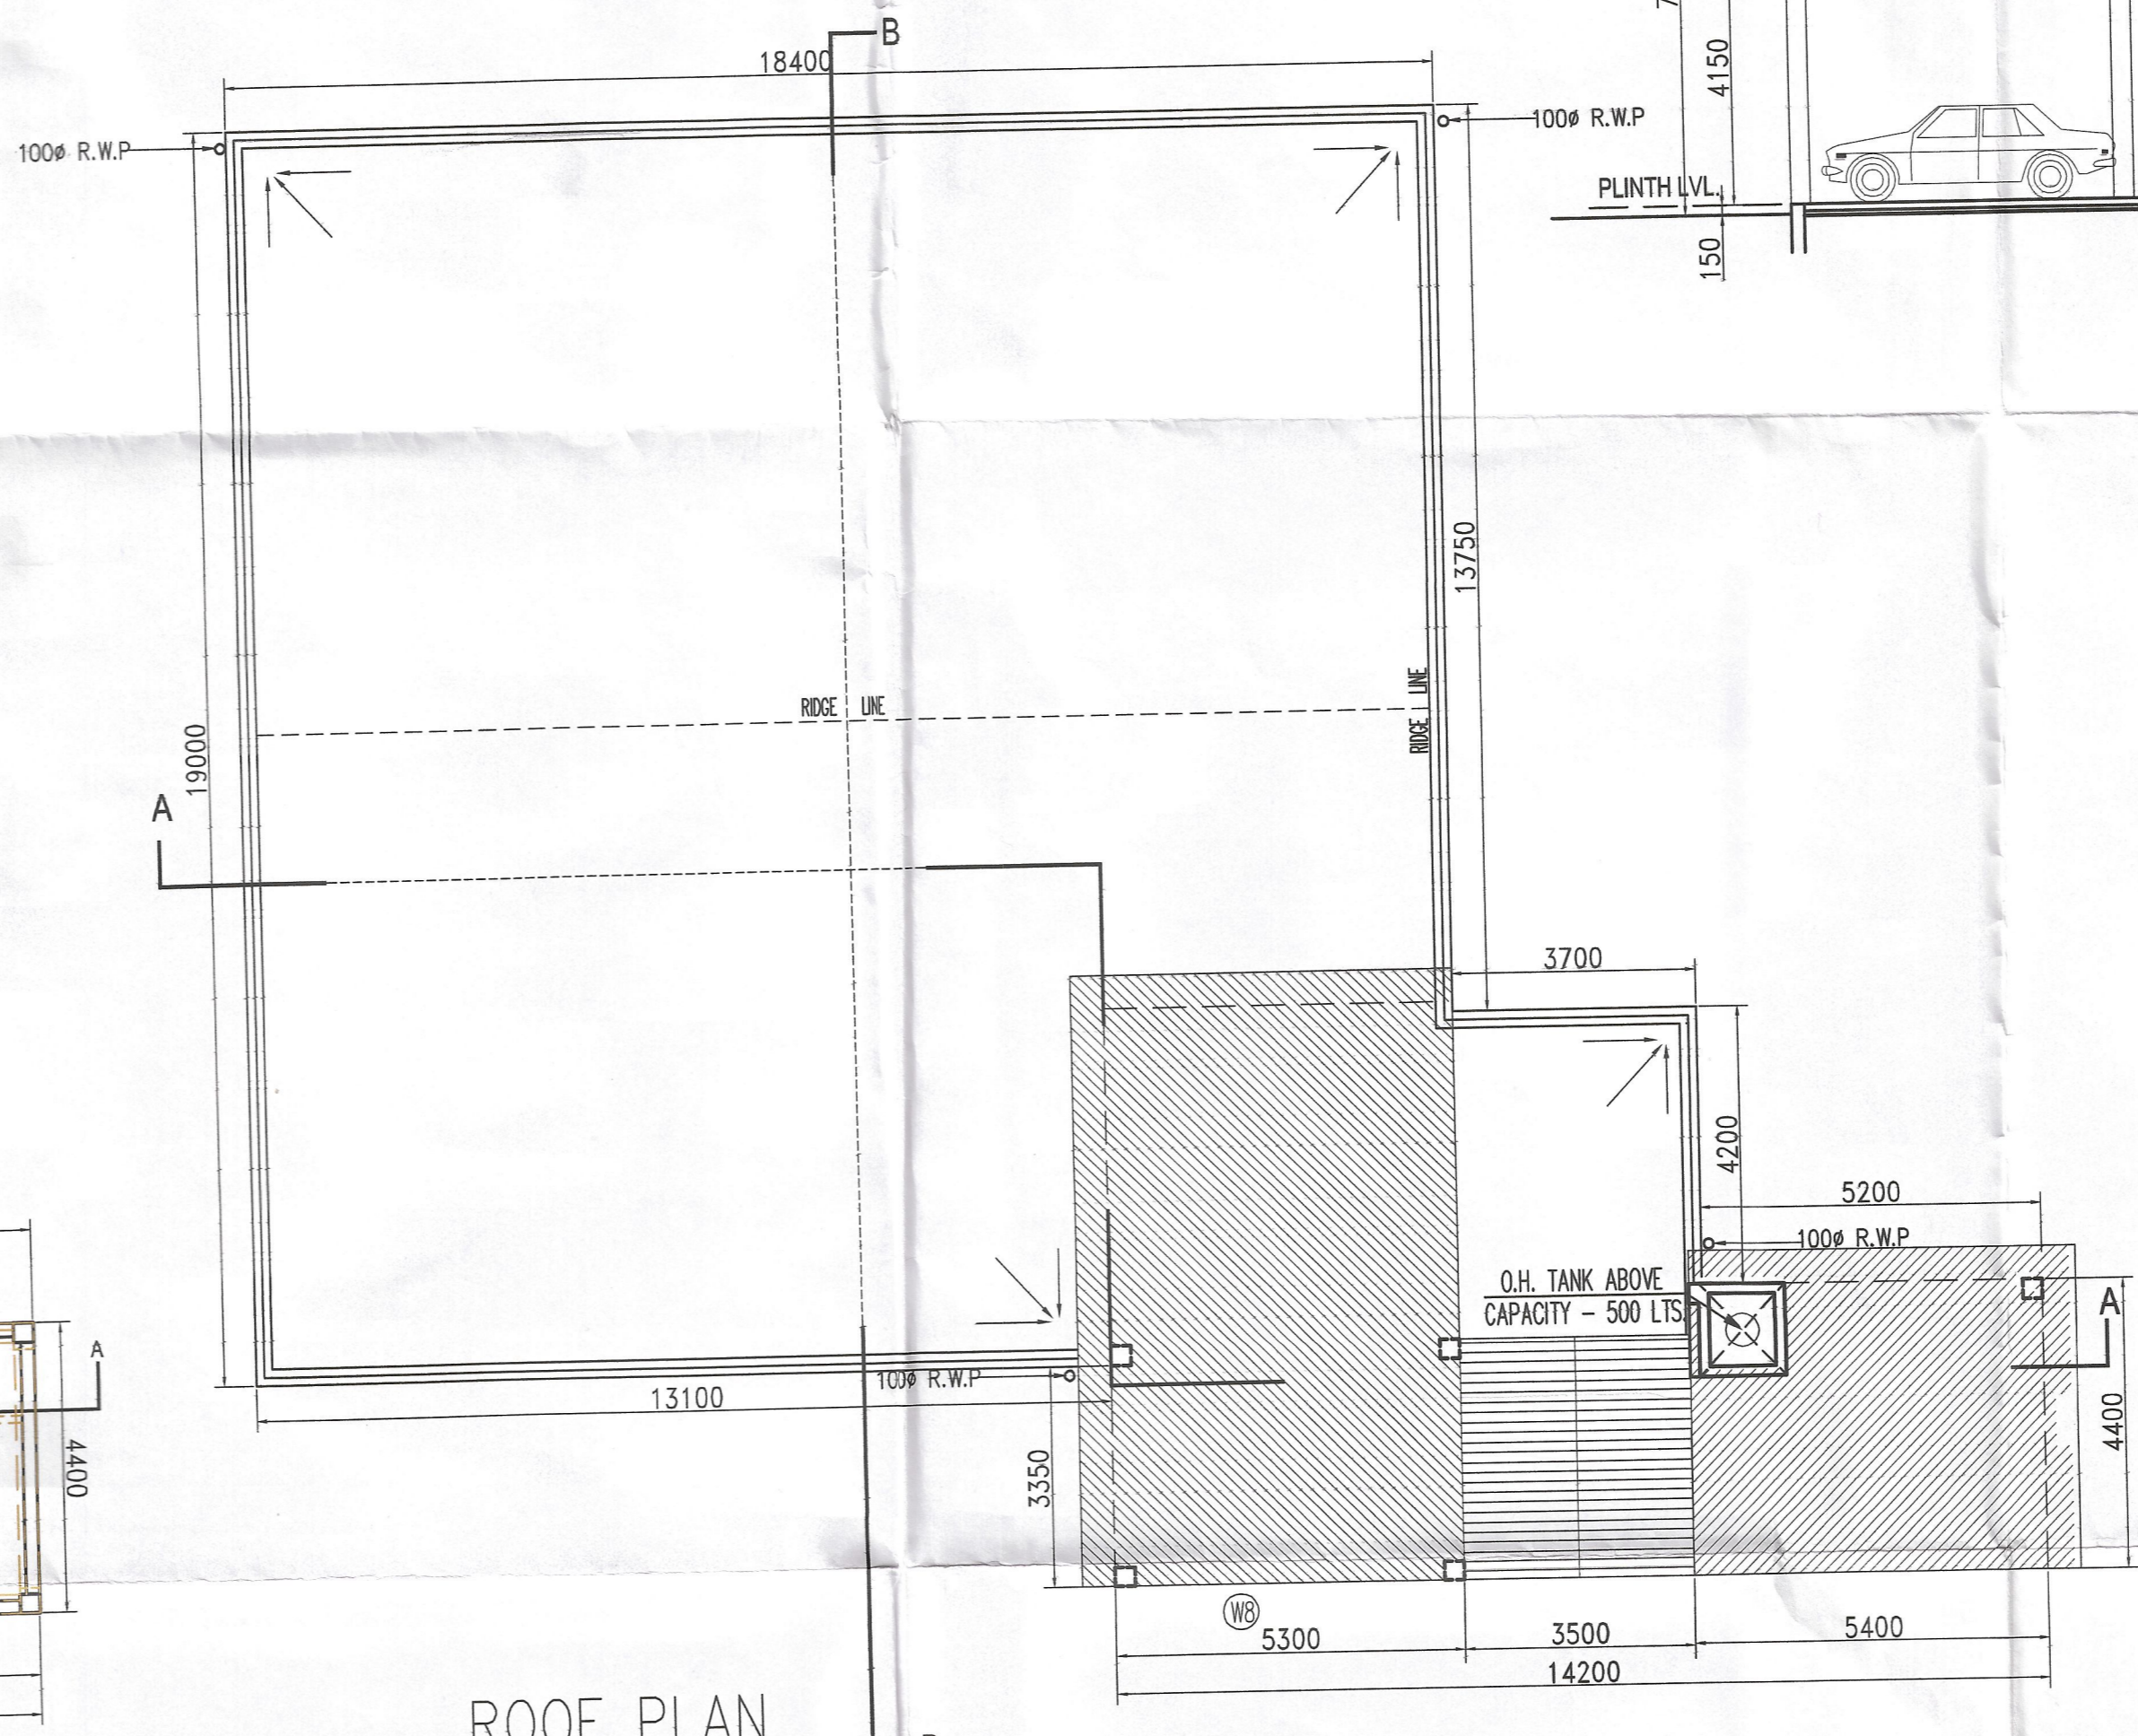 B
18400
4150
100ø R.W.P
100ø R.W.P
PLINTH LVL.
150
13750
RIDGE LINE
RIDGE LINE
19000
A
3700
4200
5200
100ø R.W.P
O.H. TANK ABOVE
CAPACITY - 500 LTS.
A
A
100ø R.W.P
13100
4400
4400
3350
W8
5300
3500
5400
14200
ROOF PLAN